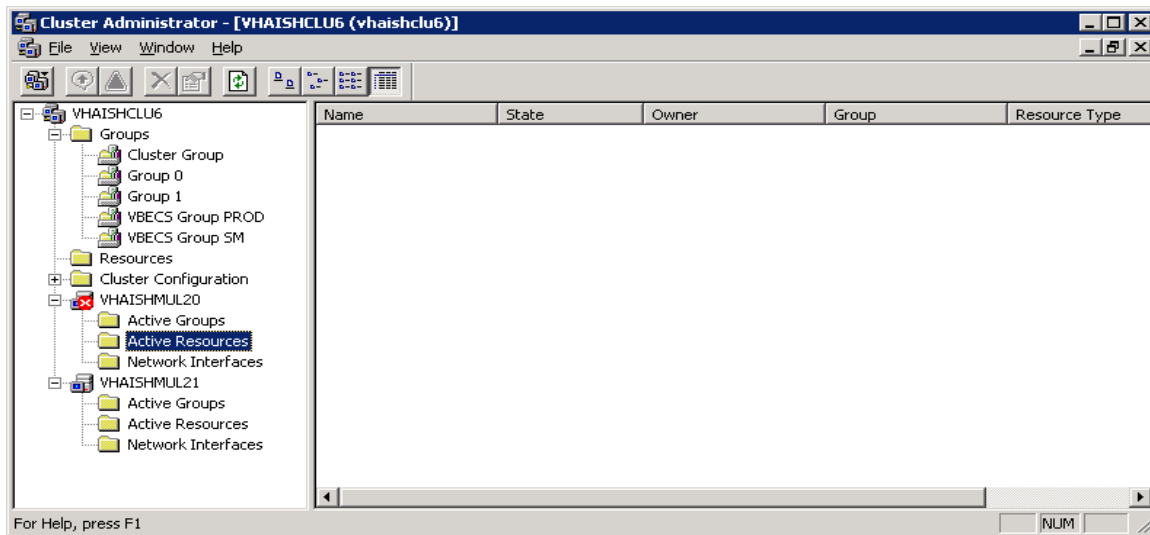 Cluster Administrator - [VHAISHCLU6 (vhaishclu6)]
File View Window Help
VHAISHCLU6
Groups
Cluster Group
Group 0
Group 1
VBECS Group PROD
VBECS Group SM
Resources
Cluster Configuration
VHAISHMUL20
Active Groups
Active Resources
Network Interfaces
VHAISHMUL21
Active Groups
Active Resources
Network Interfaces
Name State Owner Group Resource Type
For Help, press F1
NUM